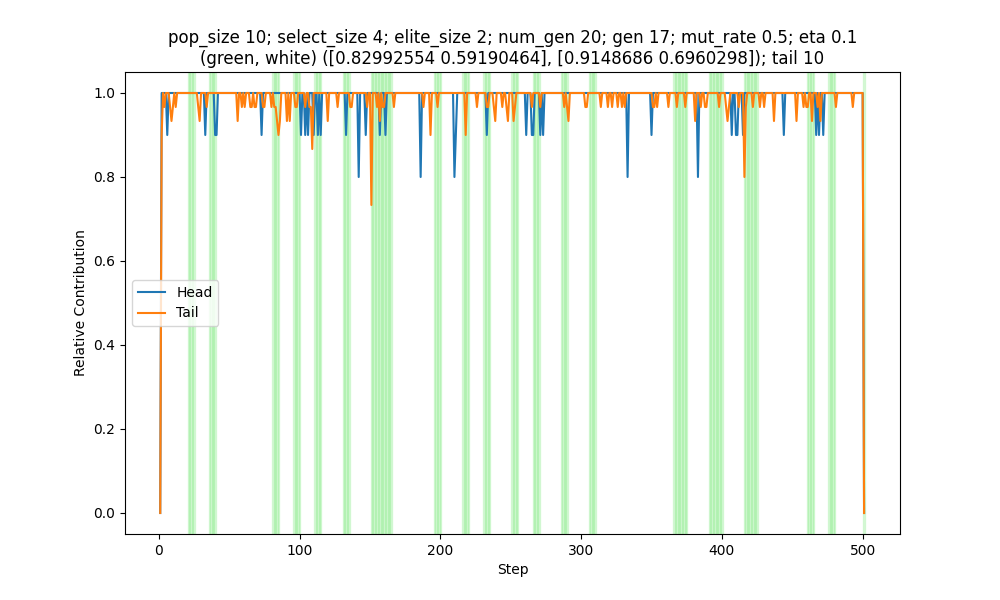 pop_size 10; select_size 4; elite_size 2; num_gen 20; gen 17; mut_rate 0.5; eta 0.1
(green, white) ([0.82992554 0.59190464], [0.9148686 0.6960298]); tail 10
1.0
0.8
0.6
0.4
0.2
0.0
Relative Contribution
Head
Tail
0
100
200
300
400
500
Step